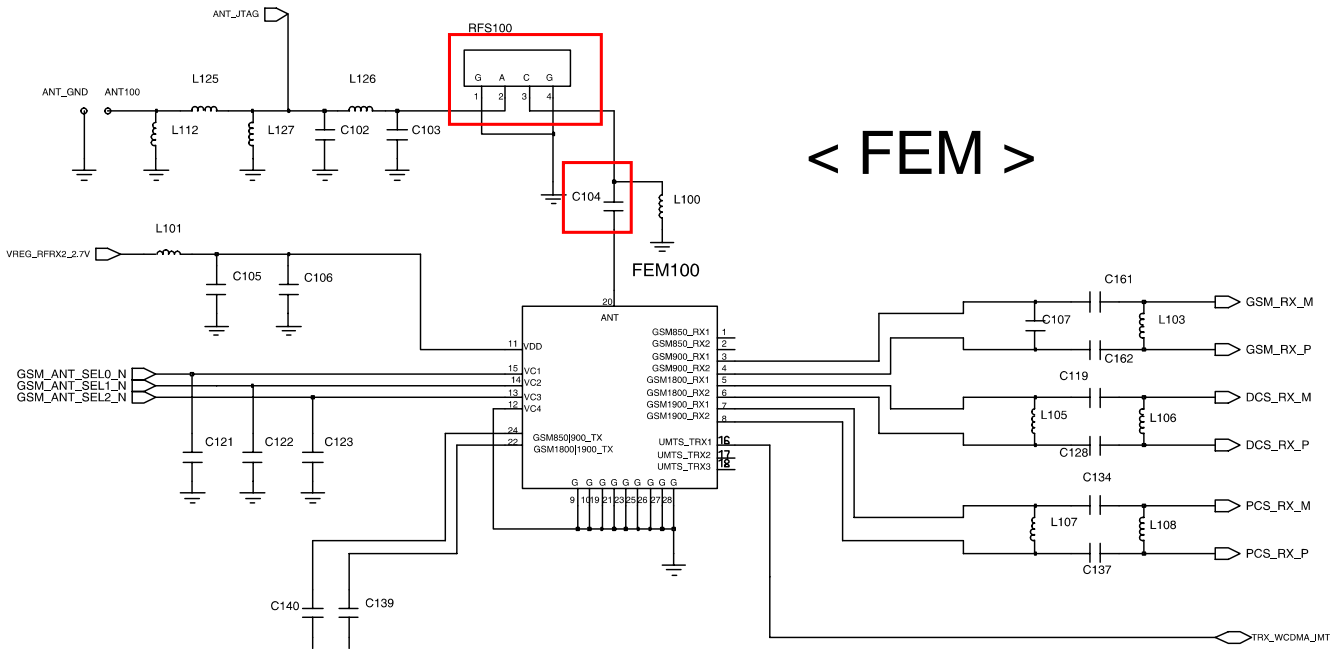 ANT_JTAG
RFS100
G A C G
1 2 3 4
L125
L126
ANT_GND
ANT100
L112
L127
C102
C103
< FEM >
C104
L100
L101
VREG_RFRX2_2.7V
C105
C106
FEM100
20
ANT
11 VDD
GSM_ANT_SEL0_N
15 VC1
GSM_ANT_SEL1_N
14 VC2
GSM_ANT_SEL2_N
13 VC3
12 VC4
24 GSM850|900_TX
22 GSM1800|1900_TX
GSM850_RX1 1
GSM850_RX2 2
GSM900_RX1 3
GSM900_RX2 4
GSM1800_RX1 5
GSM1800_RX2 6
GSM1900_RX1 7
GSM1900_RX2 8
UMTS_TRX1 16
UMTS_TRX2 17
UMTS_TRX3 18
G G G G G G G G G
9 10 19 21 23 25 26 27 28
C121
C122
C123
C140
C139
C161
GSM_RX_M
C107
L103
GSM_RX_P
C162
C119
DCS_RX_M
L105
L106
DCS_RX_P
C128
C134
PCS_RX_M
L107
L108
PCS_RX_P
C137
TRX_WCDMA_IMT